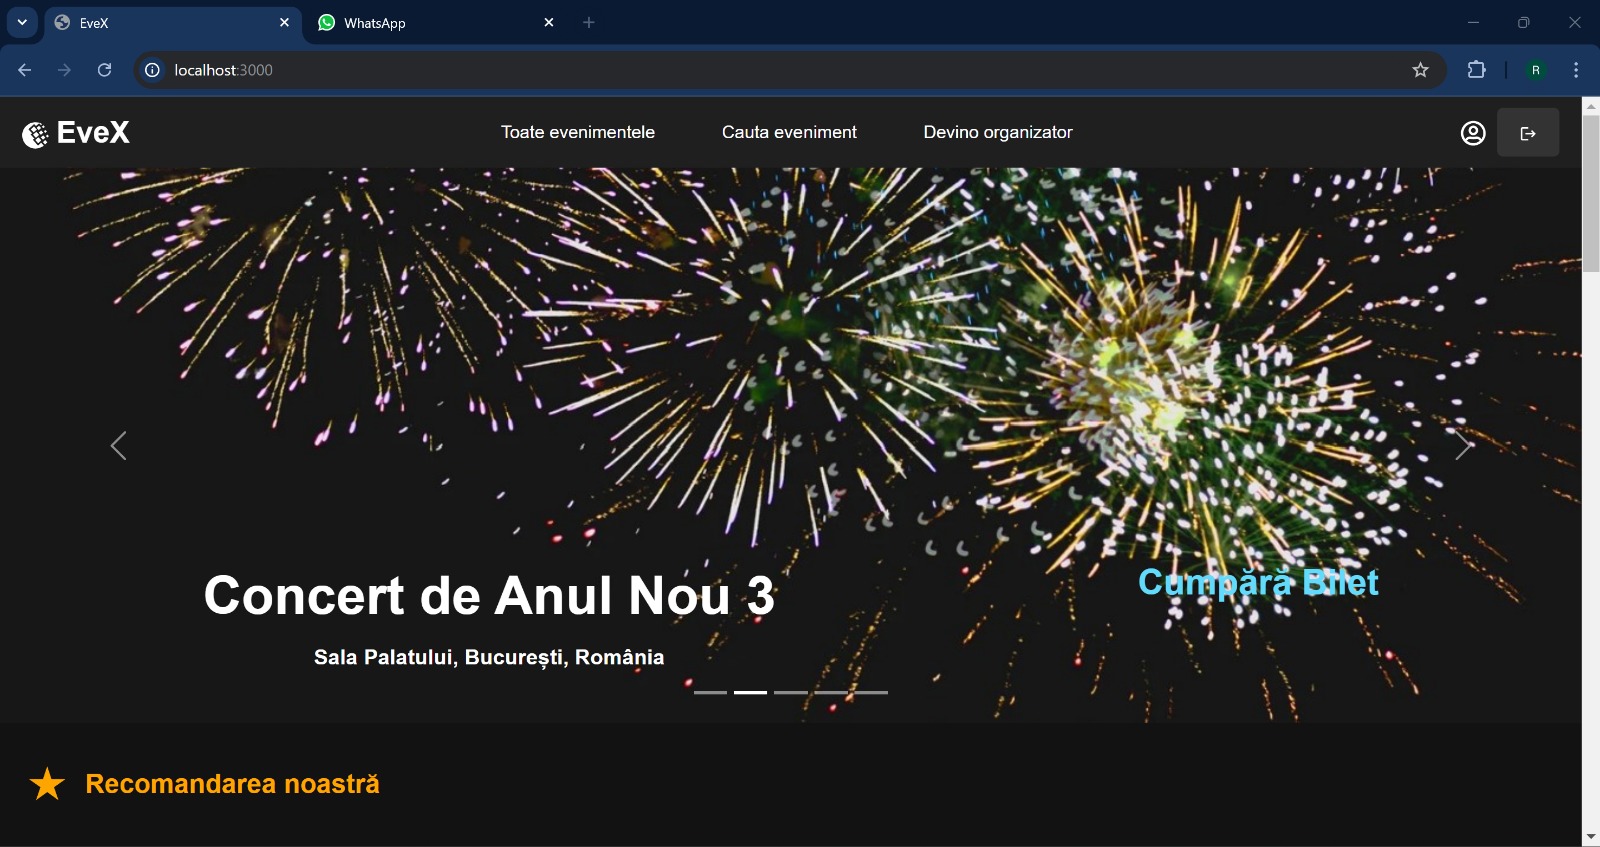 EveX
WhatsApp
localhost:3000
R
EveX
Toate evenimentele
Cauta eveniment
Devino organizator
Concert de Anul Nou 3
Cumpără Bilet
Sala Palatului, București, România
Recomandarea noastră